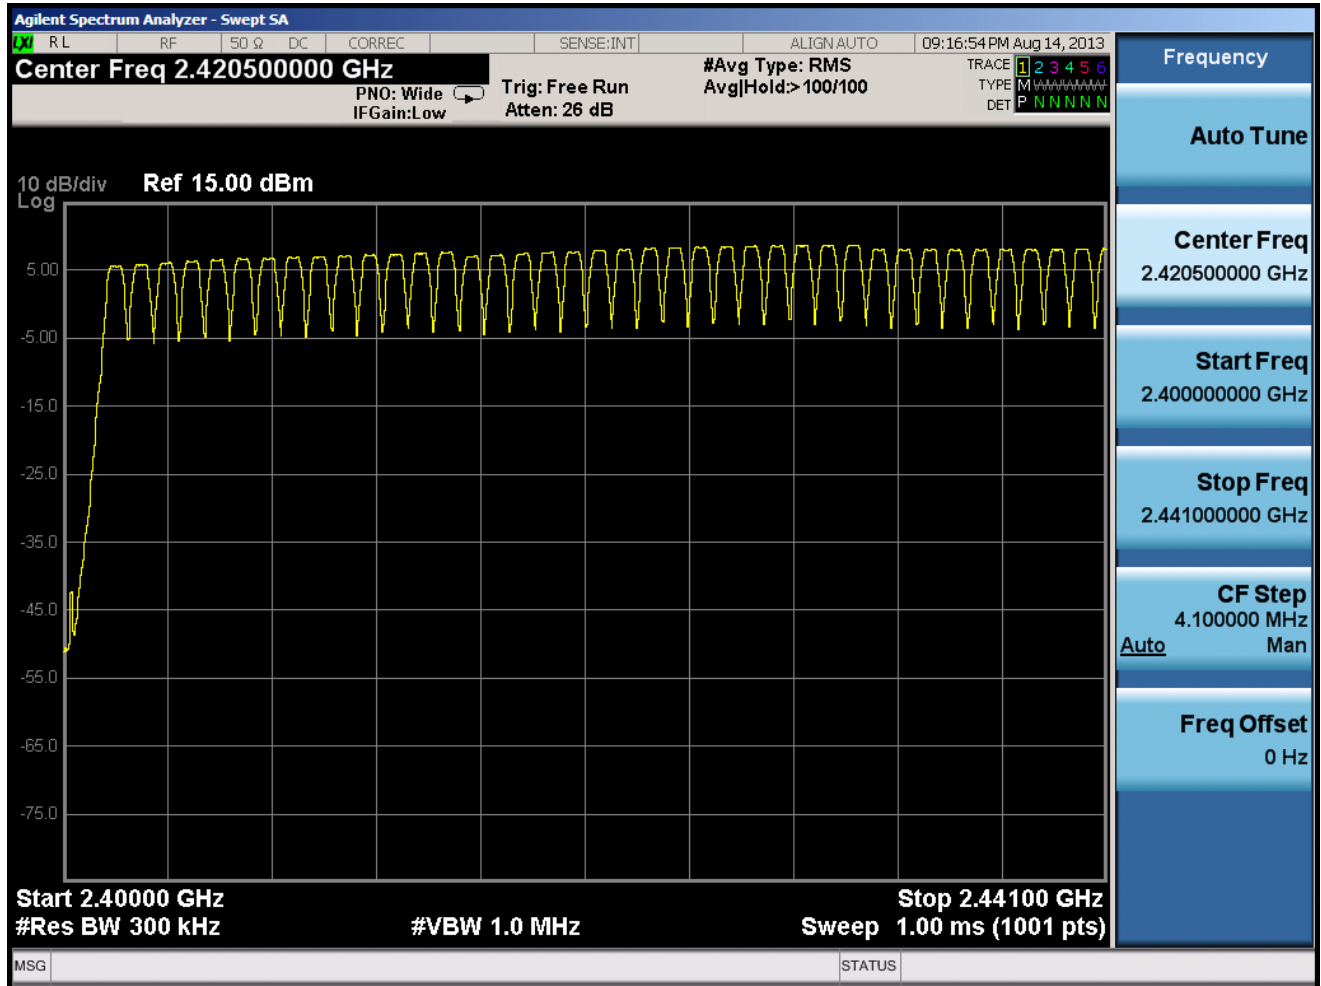 Agilent Spectrum Analyzer - Swept SA
LXI RL RF 50 Ω DC CORREC SENSE:INT ALIGN AUTO 09:16:54 PM Aug 14, 2013
Center Freq 2.420500000 GHz
PNO: Wide
IFGain:Low
Trig: Free Run
Atten: 26 dB
#Avg Type: RMS
Avg|Hold:> 100/100
TRACE 1 2 3 4 5 6
TYPE M WWWWW
DET P N N N N N
10 dB/div Ref 15.00 dBm
Log
5.00
-5.00
-15.0
-25.0
-35.0
-45.0
-55.0
-65.0
-75.0
Start 2.40000 GHz Stop 2.44100 GHz
#Res BW 300 kHz #VBW 1.0 MHz Sweep 1.00 ms (1001 pts)
MSG STATUS
Frequency
Auto Tune
Center Freq
2.420500000 GHz
Start Freq
2.400000000 GHz
Stop Freq
2.441000000 GHz
CF Step
4.100000 MHz
Auto Man
Freq Offset
0 Hz